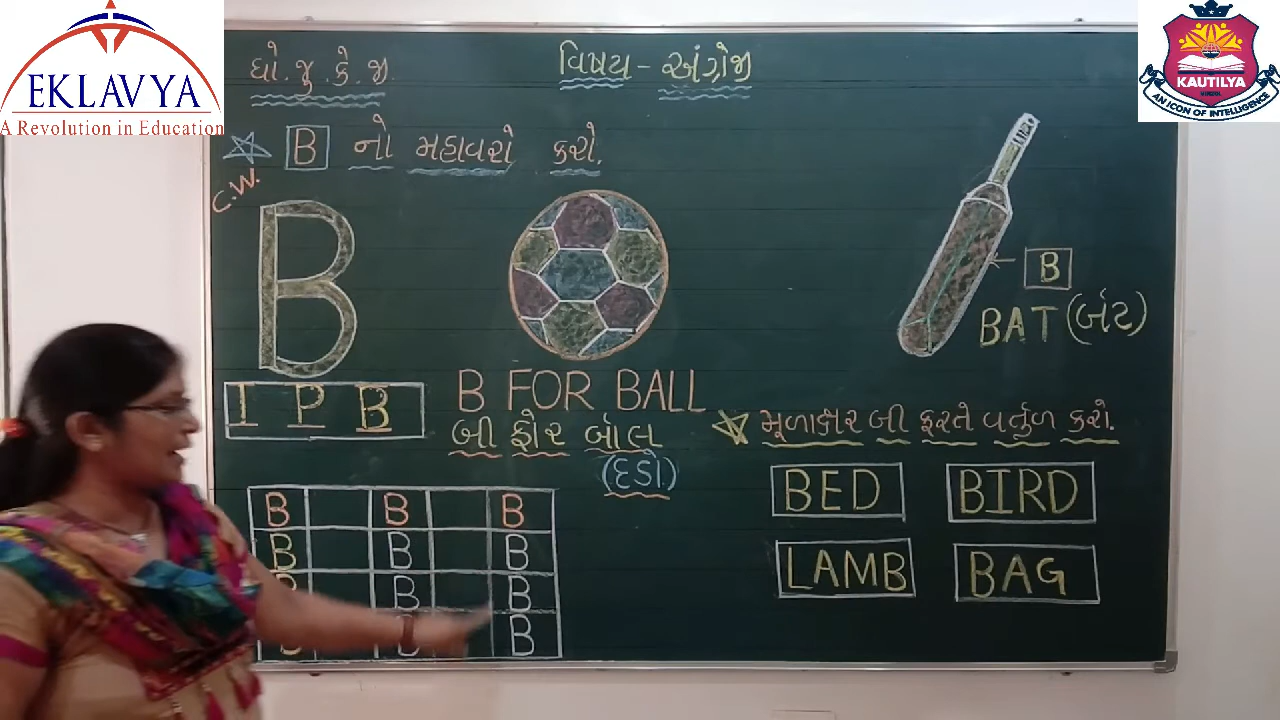 EKLAVYA
A Revolution in Education
KAUTILYA
AN ICON OF INTELLIGENCE
ધો. જુ. કે. જી.
વિષય - અંગ્રેજી
B નો મહાવરો કરો.
C.W.
B
B
BAT (બેટ)
I P B
B FOR BALL
બી ફોર બોલ
(દડો)
મૂળાક્ષર બી ફરતે વર્તુળ કરો.
BED BIRD
LAMB BAG
B B B
B B B
B B B
B B B